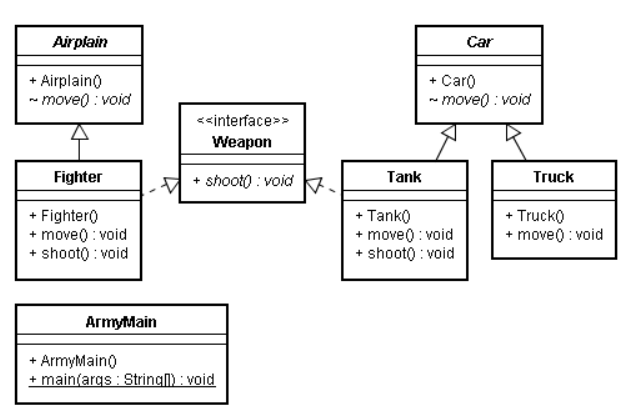 Airplain
+ Airplain()
~ move() : void
Car
+ Car()
~ move() : void
<<interface>>
Weapon
+ shoot() : void
Fighter
+ Fighter()
+ move() : void
+ shoot() : void
Tank
+ Tank()
+ move() : void
+ shoot() : void
Truck
+ Truck()
+ move() : void
ArmyMain
+ ArmyMain()
+ main(args : String[]) : void